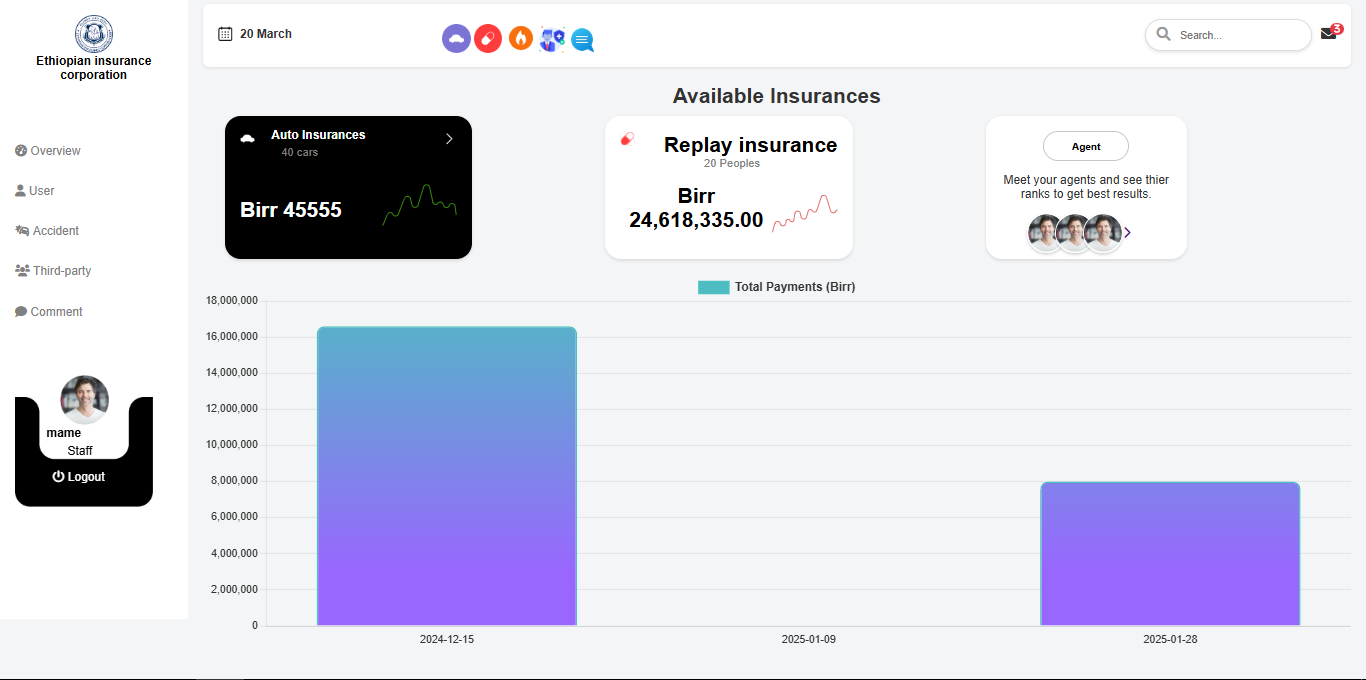 Ethiopian insurance
corporation
Overview
User
Accident
Third-party
Comment
mame
Staff
Logout
20 March
Search...
3
Available Insurances
Auto Insurances
40 cars
Birr 45555
Replay insurance
20 Peoples
Birr
24,618,335.00
Agent
Meet your agents and see thier
ranks to get best results.
Total Payments (Birr)
18,000,000
16,000,000
14,000,000
12,000,000
10,000,000
8,000,000
6,000,000
4,000,000
2,000,000
0
2024-12-15
2025-01-09
2025-01-28